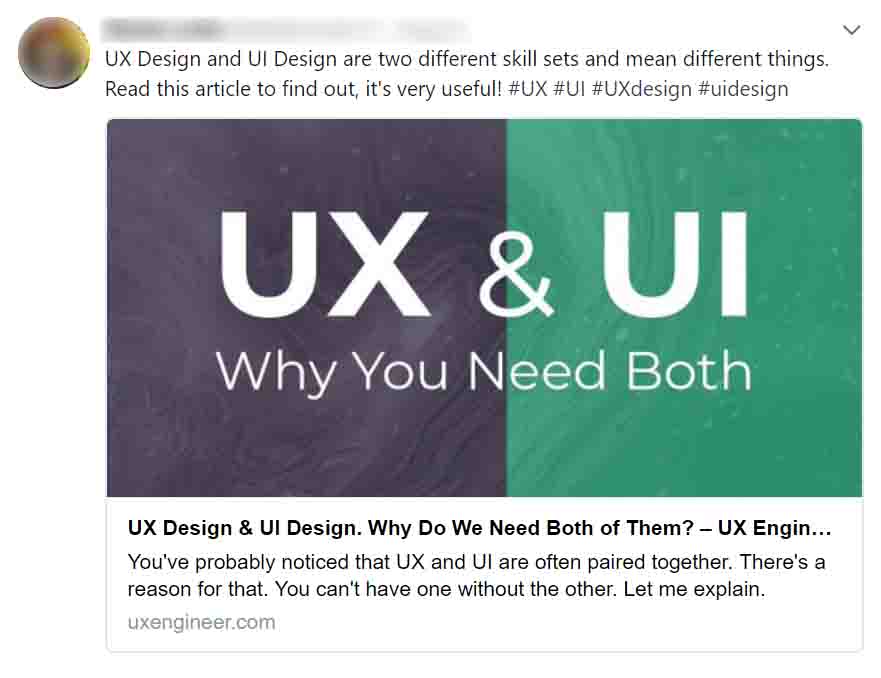 UX Design and UI Design are two different skill sets and mean different things.
Read this article to find out, it's very useful! #UX #UI #UXdesign #uidesign
UX & UI
Why You Need Both
UX Design & UI Design. Why Do We Need Both of Them? – UX Engin...
You've probably noticed that UX and UI are often paired together. There's a
reason for that. You can't have one without the other. Let me explain.
uxengineer.com